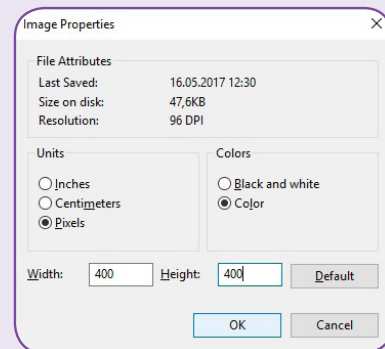 Image Properties
File Attributes
Last Saved: 16.05.2017 12:30
Size on disk: 47,6KB
Resolution: 96 DPI
Units
Colors
Inches
Black and white
Centimeters
Color
Pixels
Width: 400 Height: 400 Default
OK Cancel